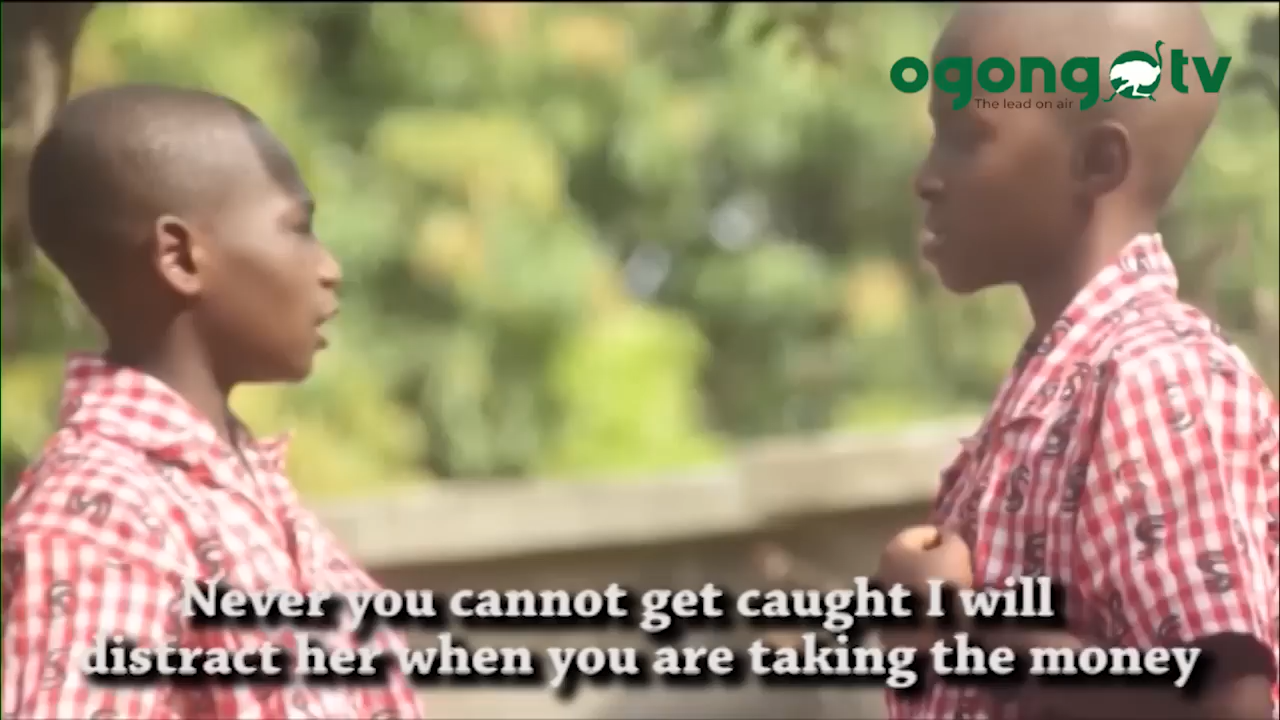 ogong tv
The lead on air
Never you cannot get caught I will
distract her when you are taking the money